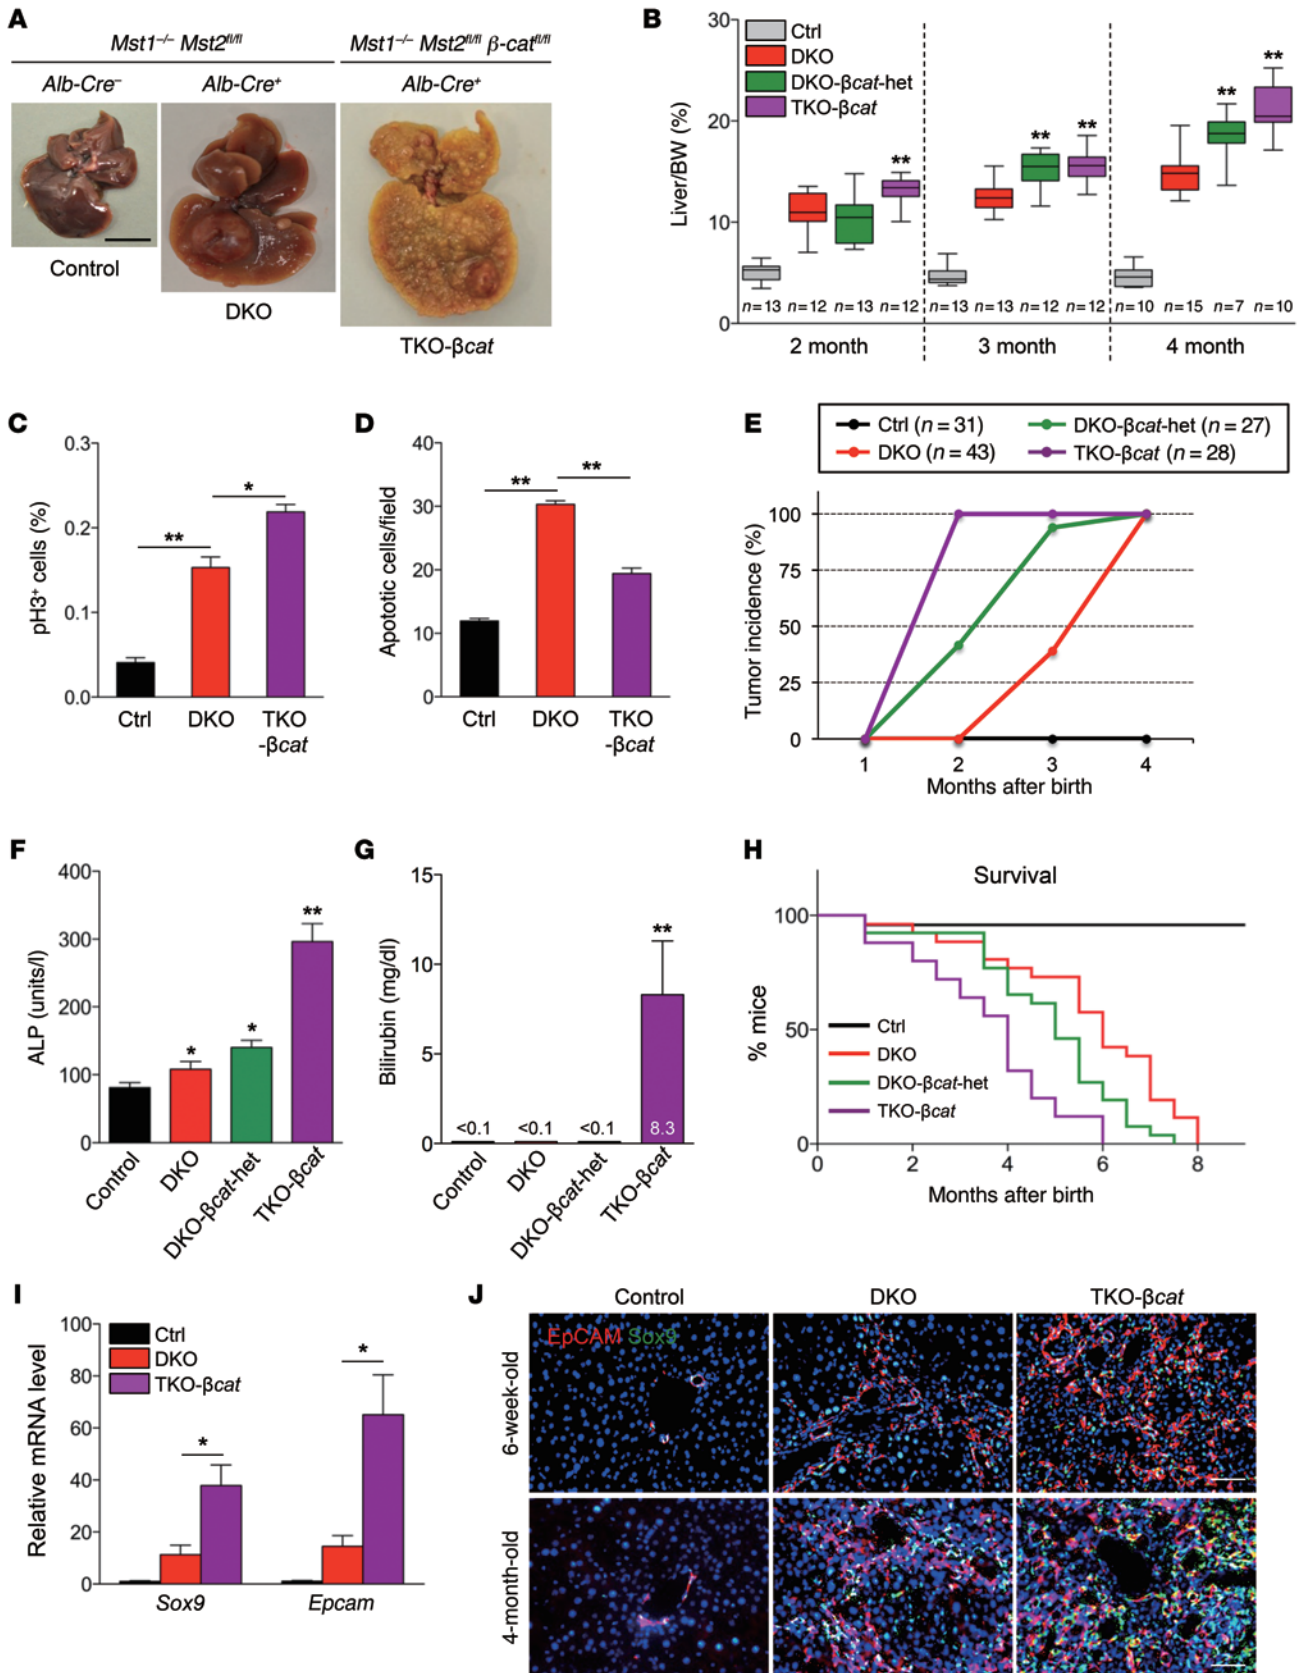 A
Mst1–/– Mst2fl/fl
Mst1–/– Mst2fl/fl β-catfl/fl
Alb-Cre–
Alb-Cre+
Alb-Cre+
Control
DKO
TKO-βcat
B
Liver/BW (%)
30
20
10
0
Ctrl
DKO
DKO-βcat-het
TKO-βcat
**
**
**
**
**
n=13 n=12 n=13 n=12 n=13 n=13 n=12 n=12 n=10 n=15 n=7 n=10
2 month
3 month
4 month
C
pH3+ cells (%)
0.3
0.2
0.1
0.0
**
*
Ctrl
DKO
TKO
-βcat
D
Apoptotic cells/field
40
30
20
10
0
**
**
Ctrl
DKO
TKO
-βcat
E
Ctrl (n = 31)
DKO (n = 43)
DKO-βcat-het (n = 27)
TKO-βcat (n = 28)
Tumor incidence (%)
100
75
50
25
0
1 2 3 4
Months after birth
F
ALP (units/l)
400
300
200
100
0
*
*
**
Control
DKO
DKO-βcat-het
TKO-βcat
G
Bilirubin (mg/dl)
15
10
5
0
<0.1
<0.1
<0.1
**
8.3
Control
DKO
DKO-βcat-het
TKO-βcat
H
Survival
% mice
100
50
0
Ctrl
DKO
DKO-βcat-het
TKO-βcat
0 2 4 6 8
Months after birth
I
Relative mRNA level
100
80
60
40
20
0
Ctrl
DKO
TKO-βcat
*
*
Sox9
Epcam
J
Control
DKO
TKO-βcat
6-week-old
4-month-old
EpCAM Sox9